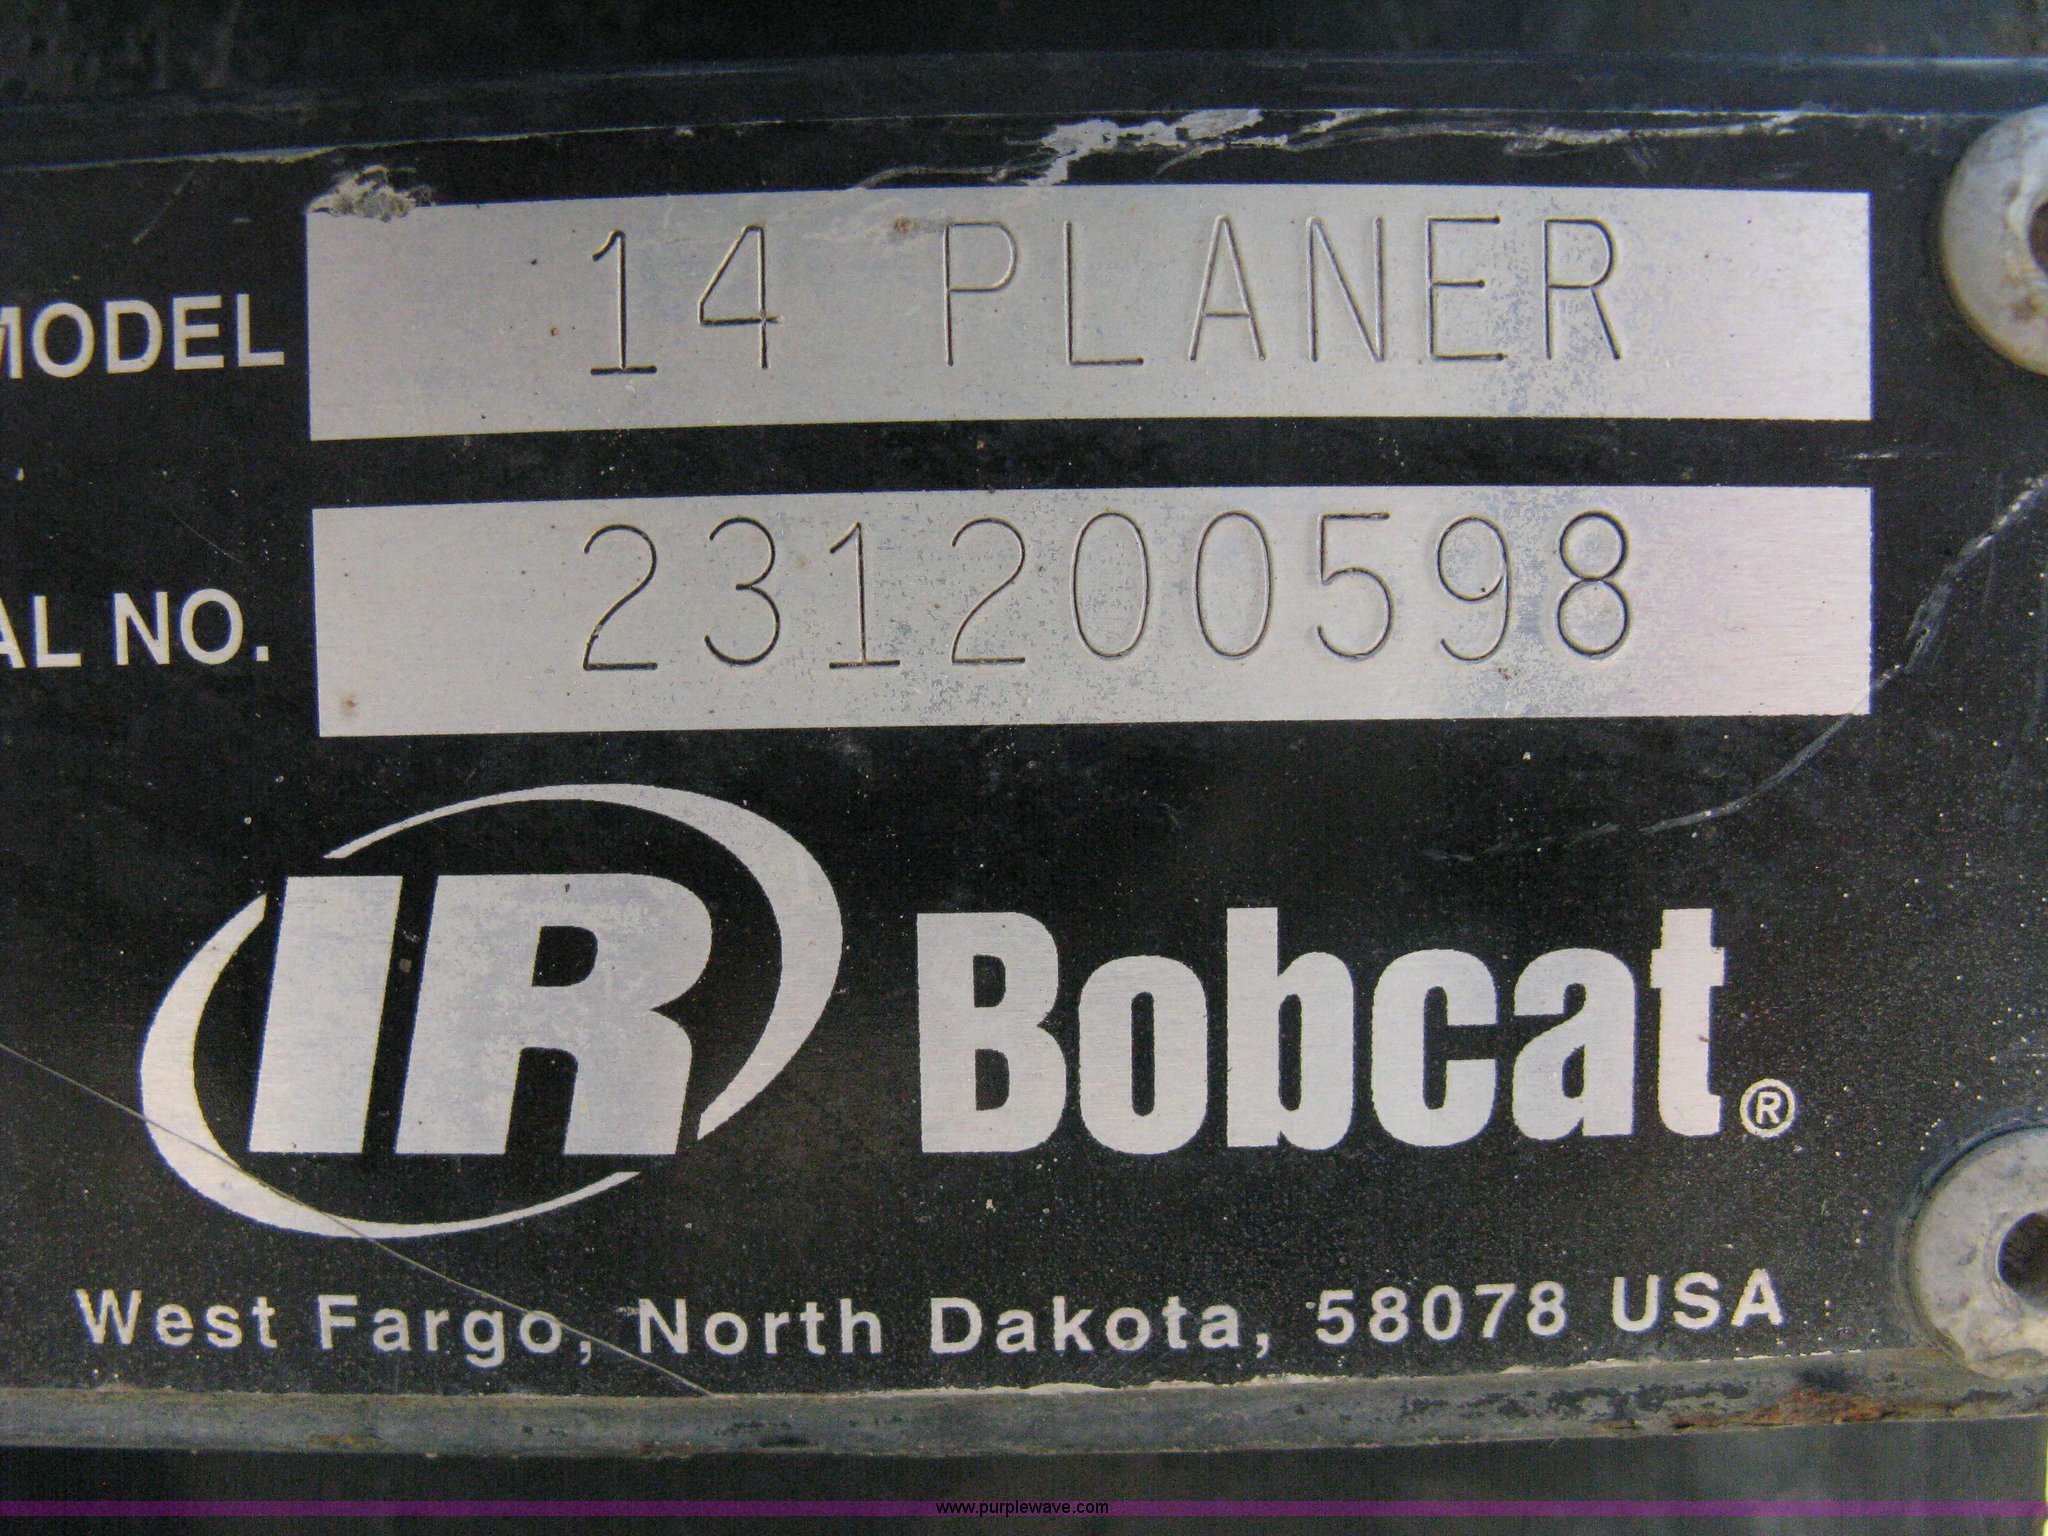 MODEL 14 PLANER
AL NO. 231200598
IR Bobcat®
West Fargo, North Dakota, 58078 USA
www.purplewave.com